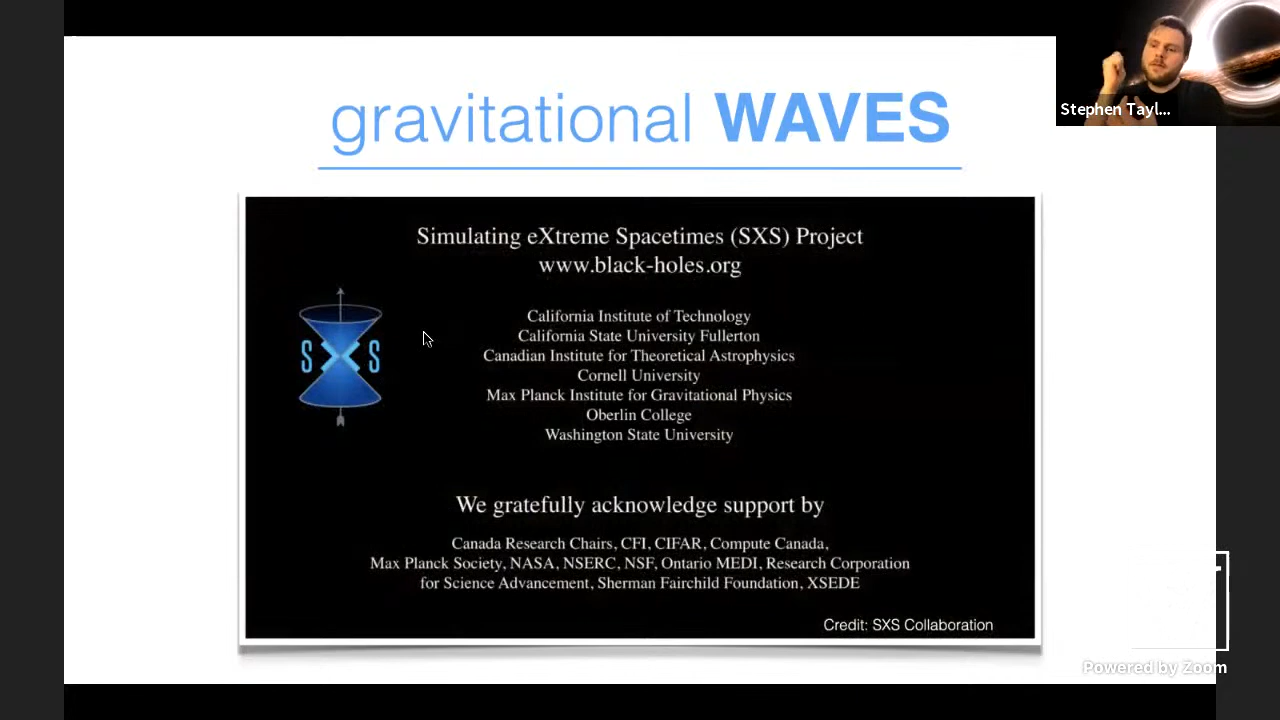 gravitational WAVES
Stephen Tayl...
Simulating eXtreme Spacetimes (SXS) Project
www.black-holes.org
SXS
California Institute of Technology
California State University Fullerton
Canadian Institute for Theoretical Astrophysics
Cornell University
Max Planck Institute for Gravitational Physics
Oberlin College
Washington State University
We gratefully acknowledge support by
Canada Research Chairs, CFI, CIFAR, Compute Canada,
Max Planck Society, NASA, NSERC, NSF, Ontario MEDI, Research Corporation
for Science Advancement, Sherman Fairchild Foundation, XSEDE
Credit: SXS Collaboration
Powered by Zoom